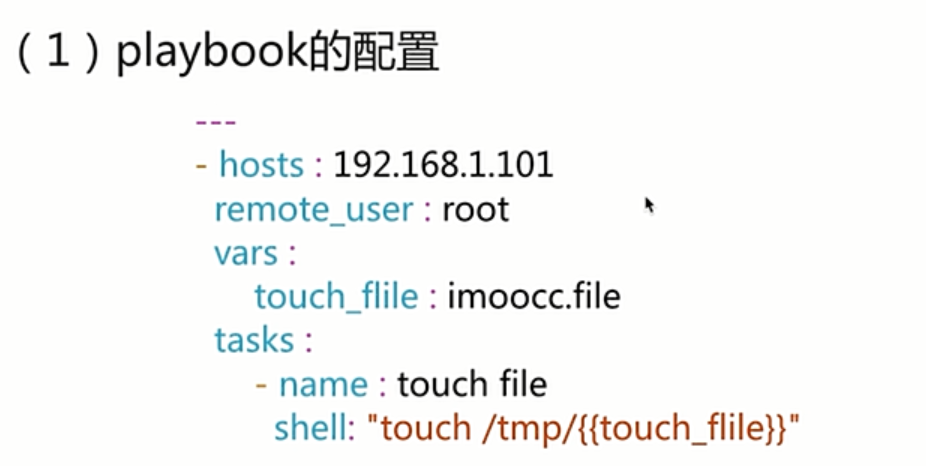 （1）playbook的配置
---
- hosts : 192.168.1.101
remote_user : root
vars :
touch_flile : imoocc.file
tasks :
- name : touch file
shell: "touch /tmp/{{touch_flile}}"